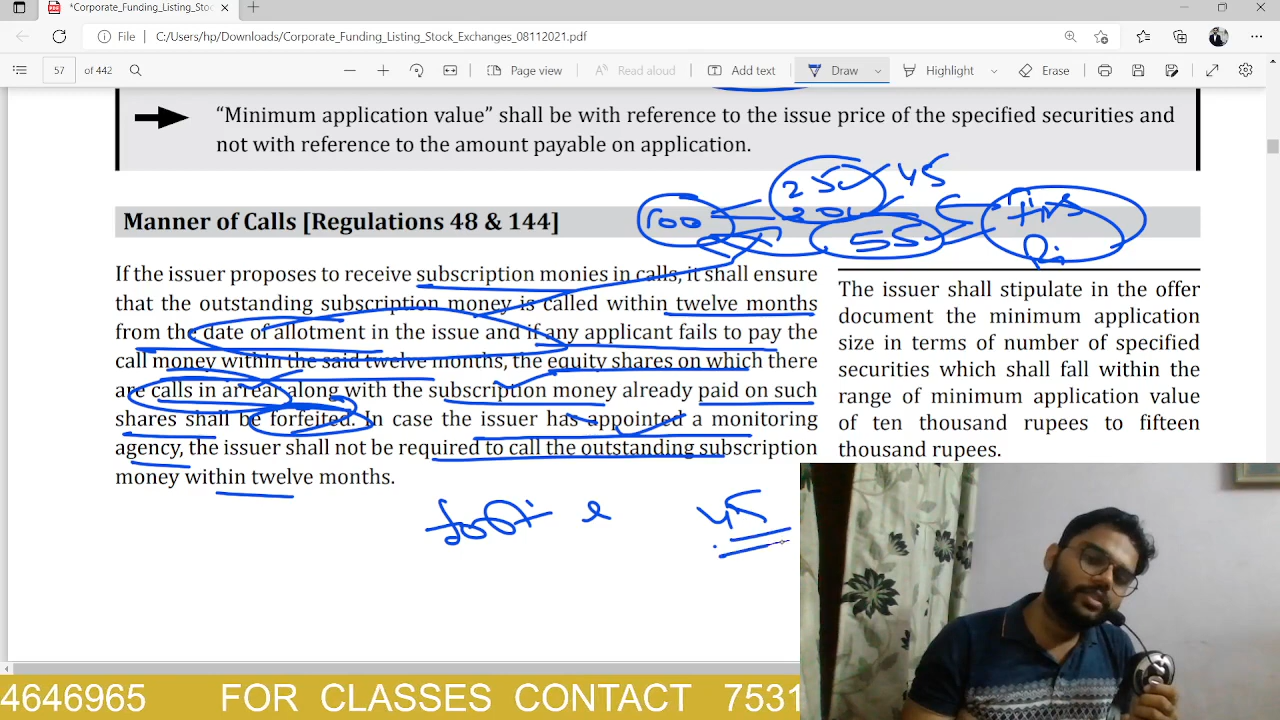 *Corporate_Funding_Listing_Sto
File
C:/Users/hp/Downloads/Corporate_Funding_Listing_Stock_Exchanges_08112021.pdf
57 of 442
Page view
Read aloud
Add text
Draw
Highlight
Erase
“Minimum application value” shall be with reference to the issue price of the specified securities and
not with reference to the amount payable on application.
Manner of Calls [Regulations 48 & 144]
100
45
55
If the issuer proposes to receive subscription monies in calls, it shall ensure
that the outstanding subscription money is called within twelve months
from the date of allotment in the issue and if any applicant fails to pay the
call money within the said twelve months, the equity shares on which there
are calls in arrear along with the subscription money already paid on such
shares shall be forfeited. In case the issuer has appointed a monitoring
agency, the issuer shall not be required to call the outstanding subscription
money within twelve months.
The issuer shall stipulate in the offer
document the minimum application
size in terms of number of specified
securities which shall fall within the
range of minimum application value
of ten thousand rupees to fifteen
thousand rupees.
45
4646965 FOR CLASSES CONTACT 7531